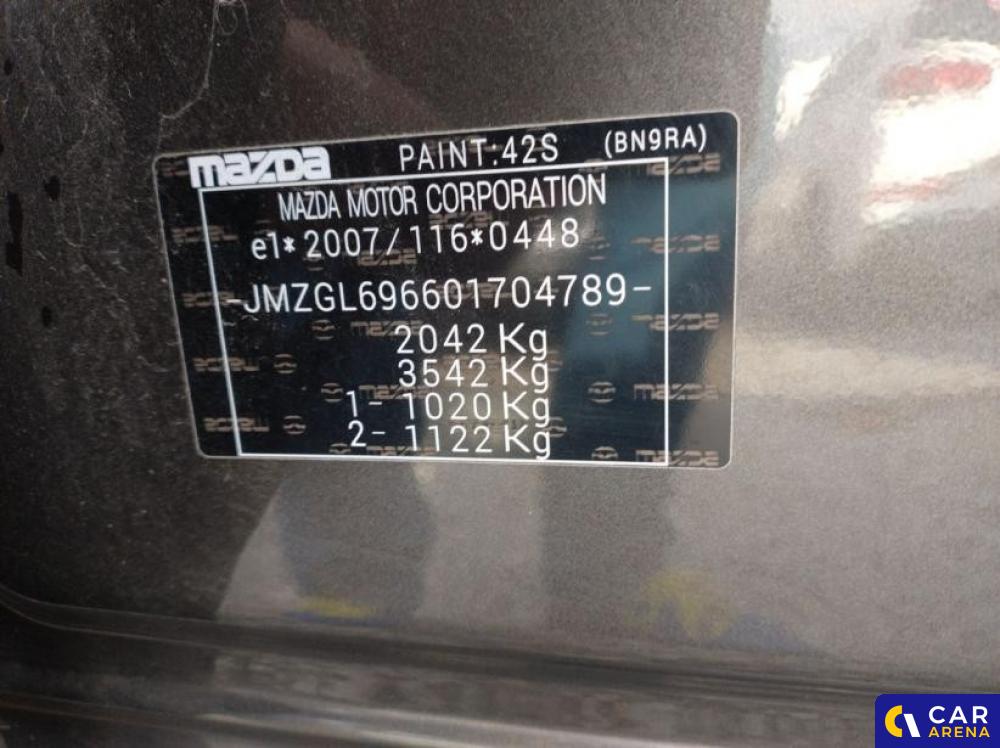 mazda PAINT:42S (BN9RA)
MAZDA MOTOR CORPORATION
e1*2007/116*0448
-JMZGL696601704789-
2042 Kg
3542 Kg
1- 1020 Kg
2- 1122 Kg
CAR
ARENA